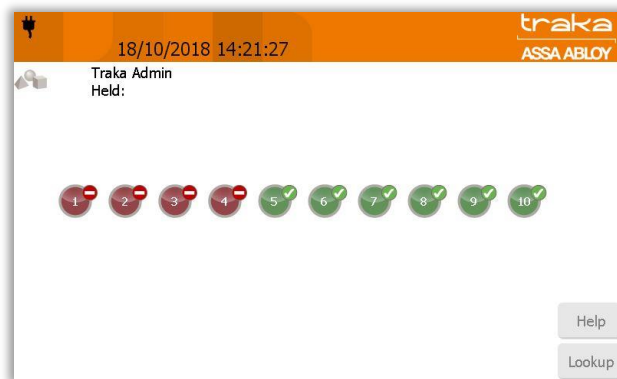 traka
18/10/2018 14:21:27
ASSA ABLOY
Traka Admin
Held:
1 2 3 4 5 6 7 8 9 10
Help
Lookup